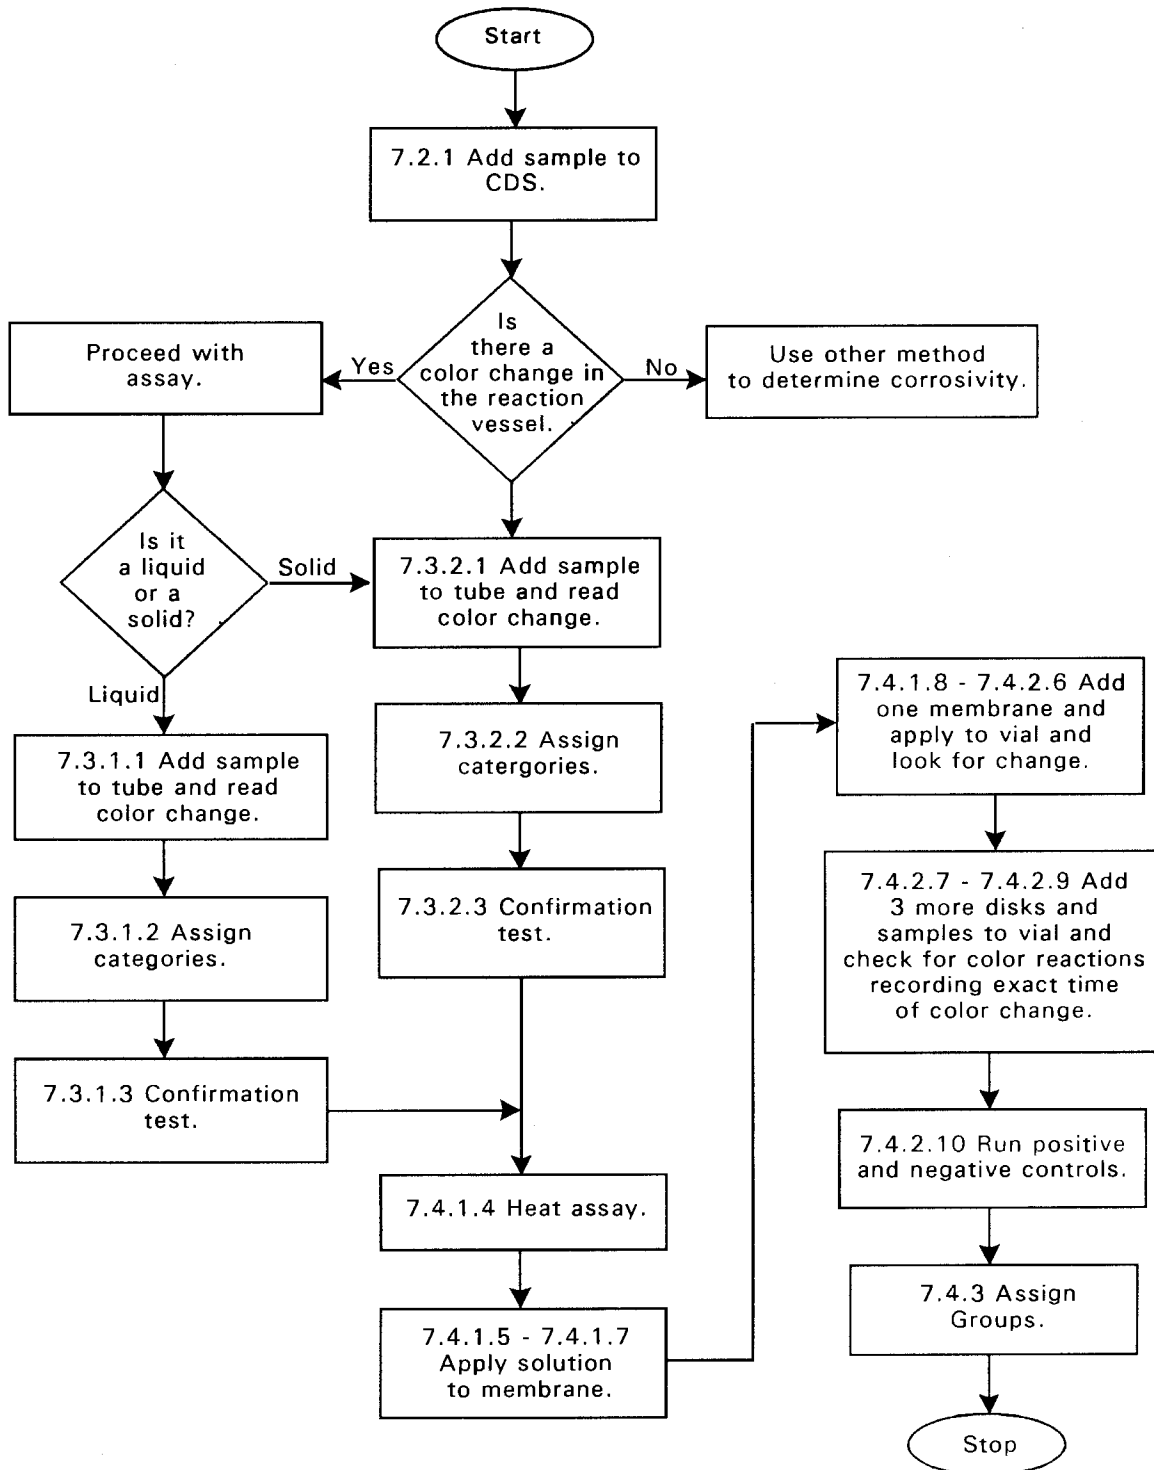 Start
7.2.1 Add sample to
CDS.
Is
there a
color change in
the reaction
vessel.
Yes
No
Proceed with
assay.
Use other method
to determine corrosivity.
Is it
a liquid
or a
solid?
Solid
Liquid
7.3.2.1 Add sample
to tube and read
color change.
7.3.2.2 Assign
catergories.
7.3.2.3 Confirmation
test.
7.3.1.1 Add sample
to tube and read
color change.
7.3.1.2 Assign
categories.
7.3.1.3 Confirmation
test.
7.4.1.4 Heat assay.
7.4.1.5 - 7.4.1.7
Apply solution
to membrane.
7.4.1.8 - 7.4.2.6 Add
one membrane and
apply to vial and
look for change.
7.4.2.7 - 7.4.2.9 Add
3 more disks and
samples to vial and
check for color reactions
recording exact time
of color change.
7.4.2.10 Run positive
and negative controls.
7.4.3 Assign
Groups.
Stop